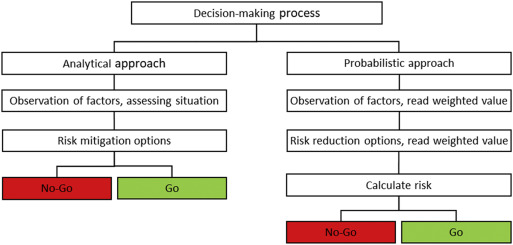 Decision-making process
Analytical approach
Probabilistic approach
Observation of factors, assessing situation
Observation of factors, read weighted value
Risk mitigation options
Risk reduction options, read weighted value
No-Go
Go
Calculate risk
No-Go
Go